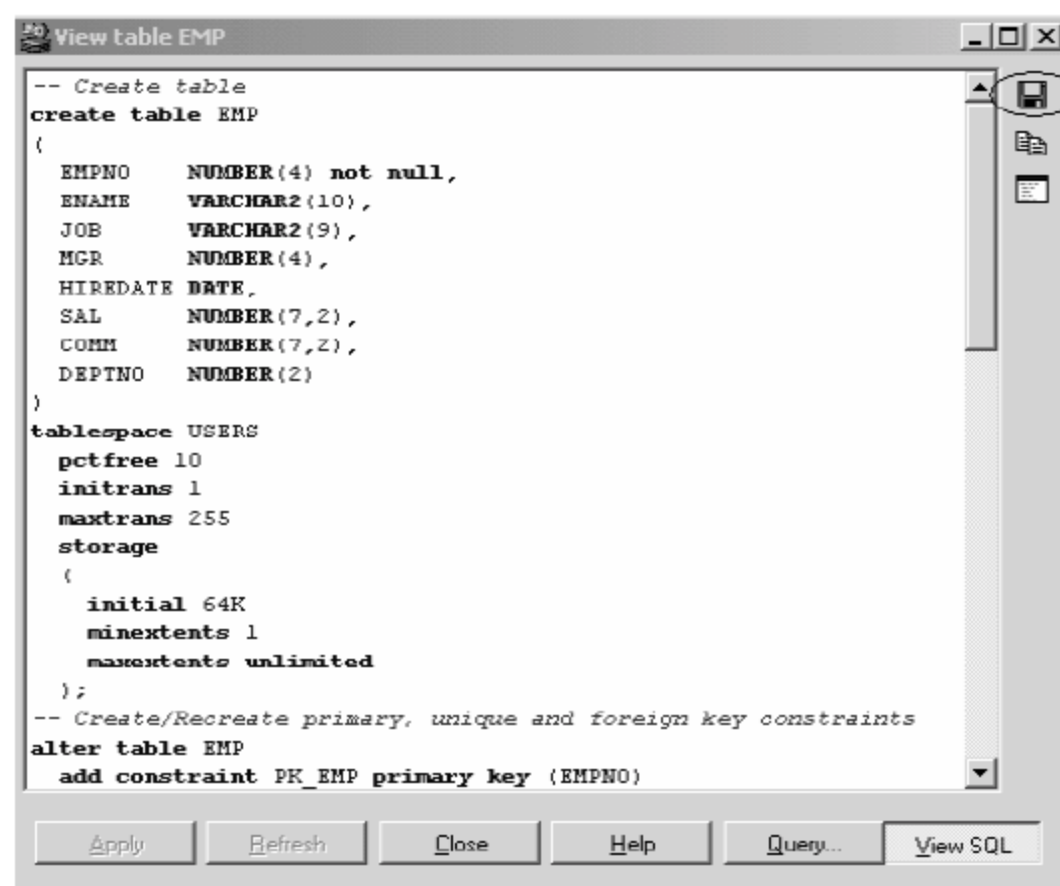 View table EMP
-- Create table
create table EMP
(
EMPNO NUMBER(4) not null,
ENAME VARCHAR2(10),
JOB VARCHAR2(9),
MGR NUMBER(4),
HIREDATE DATE,
SAL NUMBER(7,2),
COMM NUMBER(7,2),
DEPTNO NUMBER(2)
)
tablespace USERS
pctfree 10
initrans 1
maxtrans 255
storage
(
initial 64K
minextents 1
maxextents unlimited
);
-- Create/Recreate primary, unique and foreign key constraints
alter table EMP
add constraint PK_EMP primary key (EMPNO)
Apply Refresh Close Help Query... View SQL